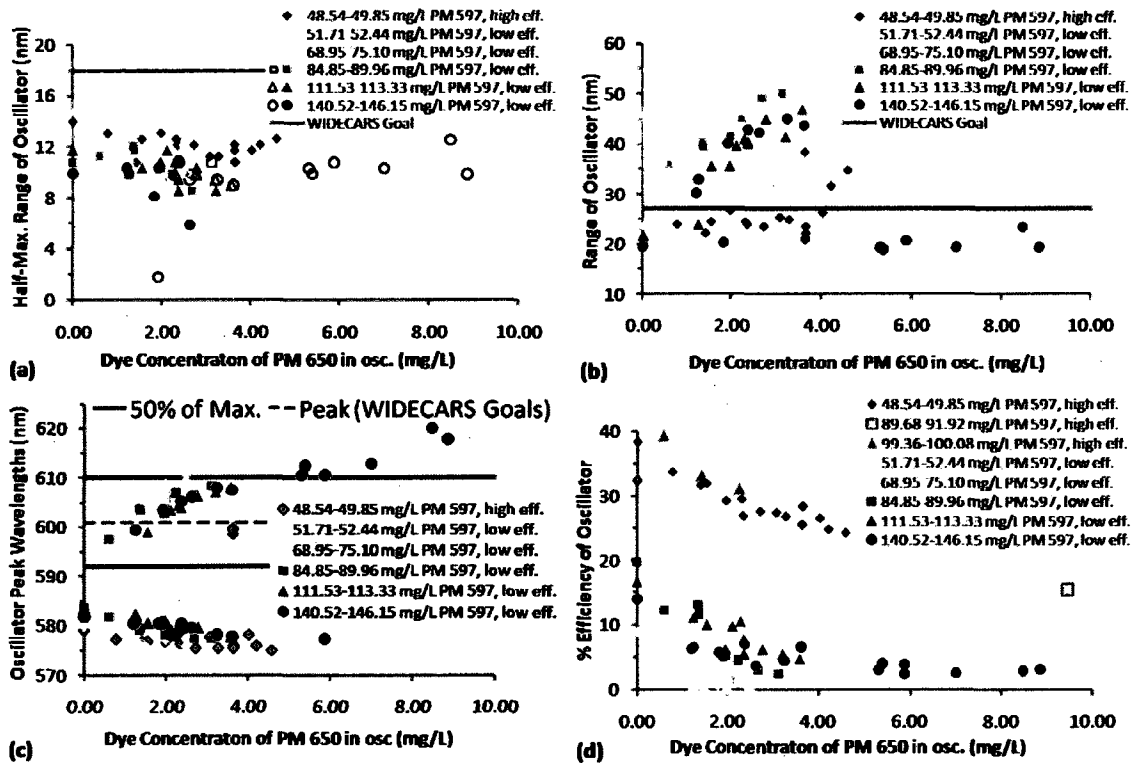 48.54-49.85 mg/L PM 597, high eff.
51.71-52.44 mg/L PM 597, low eff.
68.95 75.10 mg/L PM 597, low eff.
84.85-89.96 mg/L PM 597, low eff.
111.53 113.33 mg/L PM 597, low eff.
140.52-146.15 mg/L PM 597, low eff.
WIDECARS Goal
Half-Max. Range of Oscillator (nm)
20
16
12
8
4
0
0.00 2.00 4.00 6.00 8.00 10.00
Dye Concentraton of PM 650 in osc. (mg/L)
(a)
48.54-49.85 mg/L PM 597, high eff.
51.71 52.44 mg/L PM 597, low eff.
68.95-75.10 mg/L PM 597, low eff.
84.85-89.96 mg/L PM 597, low eff.
111.53 113.33 mg/L PM 597, low eff.
140.52-146.15 mg/L PM 597, low eff.
WIDECARS Goal
Range of Oscillator (nm)
60
50
40
30
20
10
0.00 2.00 4.00 6.00 8.00 10.00
Dye Concentraton of PM 650 in osc. (mg/L)
(b)
50% of Max. Peak (WIDECARS Goals)
Oscillator Peak Wavelengths (nm)
620
610
600
590
580
570
48.54-49.85 mg/L PM 597, high eff.
51.71-52.44 mg/L PM 597, low eff.
68.95-75.10 mg/L PM 597, low eff.
84.85-89.96 mg/L PM 597, low eff.
111.53-113.33 mg/L PM 597, low eff.
140.52-146.15 mg/L PM 597, low eff.
0.00 2.00 4.00 6.00 8.00 10.00
Dye Concentraton of PM 650 in osc (mg/L)
(c)
48.54-49.85 mg/L PM 597, high eff.
89.68 91.92 mg/L PM 597, high eff.
99.36-100.08 mg/L PM 597, high eff.
51.71-52.44 mg/L PM 597, low eff.
68.95 75.10 mg/L PM 597, low eff.
84.85-89.96 mg/L PM 597, low eff.
111.53-113.33 mg/L PM 597, low eff.
140.52-146.15 mg/L PM 597, low eff.
% Efficiency of Oscillator
40
30
20
10
0
0.00 2.00 4.00 6.00 8.00 10.00
Dye Concentraton of PM 650 in osc. (mg/L)
(d)